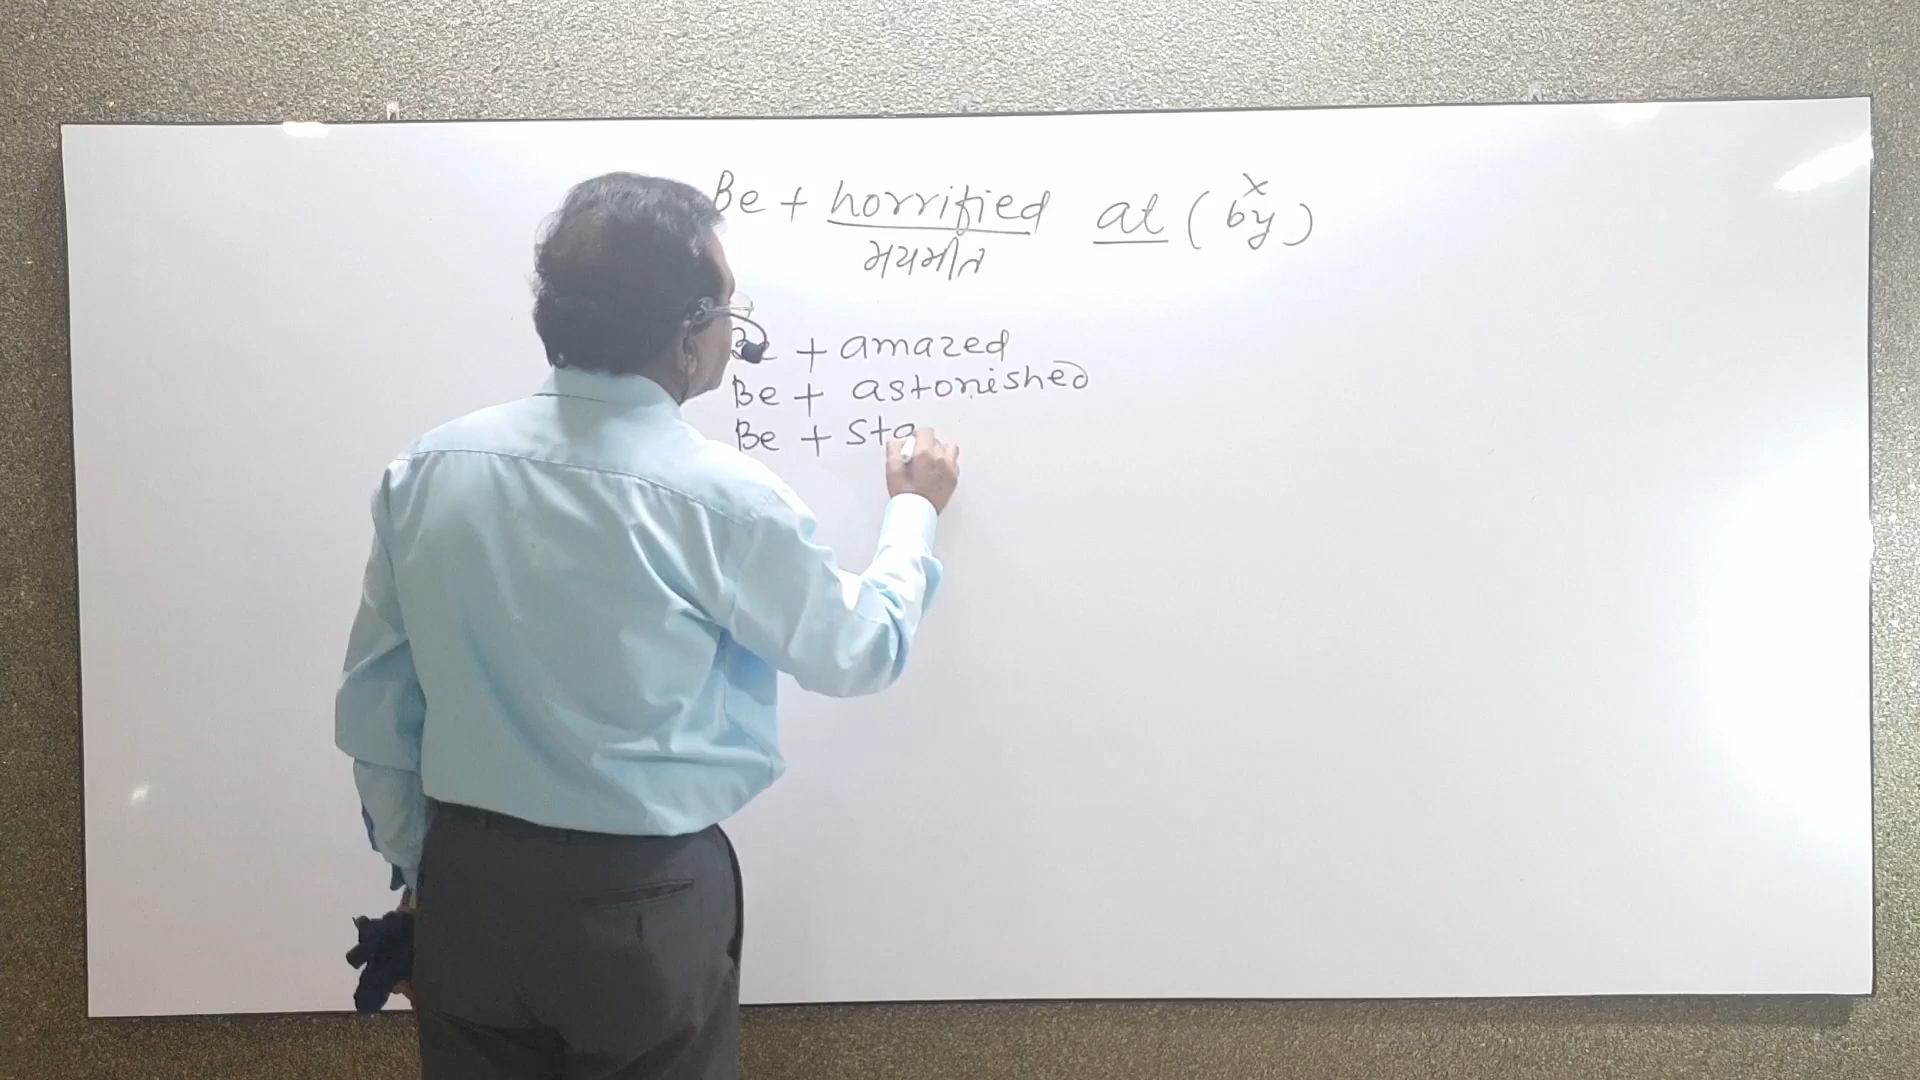 Be + horrified at (by)
x
भयभीत
Be + amazed
Be + astonished
Be + sta